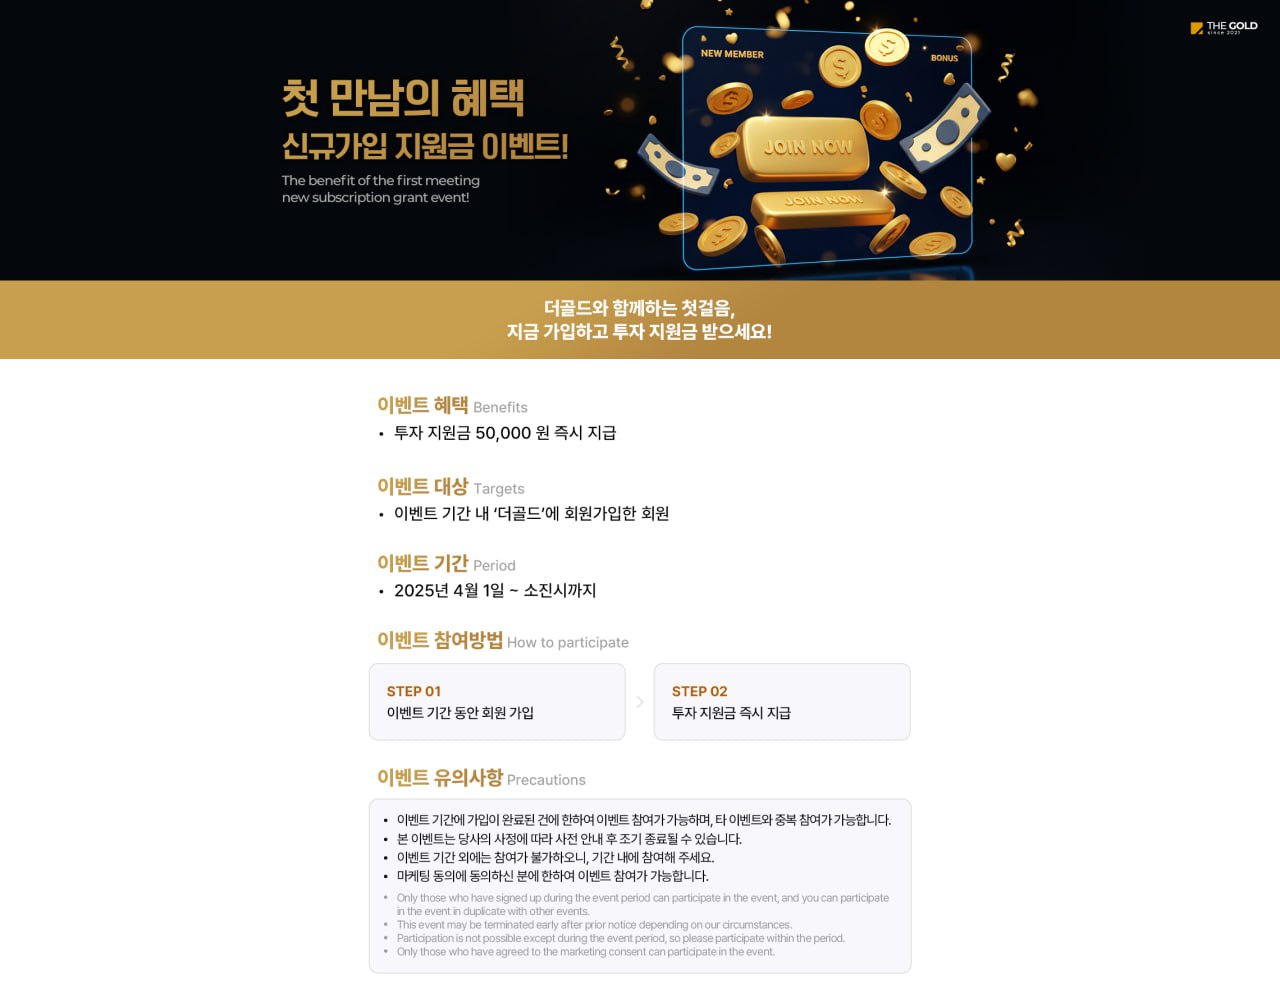 THE GOLD
since 2021
NEW MEMBER
BONUS
첫 만남의 혜택
신규가입 지원금 이벤트!
The benefit of the first meeting
new subscription grant event!
JOIN NOW
JOIN NOW
더골드와 함께하는 첫걸음,
지금 가입하고 투자 지원금 받으세요!
이벤트 혜택 Benefits
• 투자 지원금 50,000 원 즉시 지급
이벤트 대상 Targets
• 이벤트 기간 내 ‘더골드’에 회원가입한 회원
이벤트 기간 Period
• 2025년 4월 1일 ~ 소진시까지
이벤트 참여방법 How to participate
STEP 01
이벤트 기간 동안 회원 가입
STEP 02
투자 지원금 즉시 지급
이벤트 유의사항 Precautions
• 이벤트 기간에 가입이 완료된 건에 한하여 이벤트 참여가 가능하며, 타 이벤트와 중복 참여가 가능합니다.
• 본 이벤트는 당사의 사정에 따라 사전 안내 후 조기 종료될 수 있습니다.
• 이벤트 기간 외에는 참여가 불가하오니, 기간 내에 참여해 주세요.
• 마케팅 동의에 동의하신 분에 한하여 이벤트 참여가 가능합니다.
• Only those who have signed up during the event period can participate in the event, and you can participate
in the event in duplicate with other events.
• This event may be terminated early after prior notice depending on our circumstances.
• Participation is not possible except during the event period, so please participate within the period.
• Only those who have agreed to the marketing consent can participate in the event.